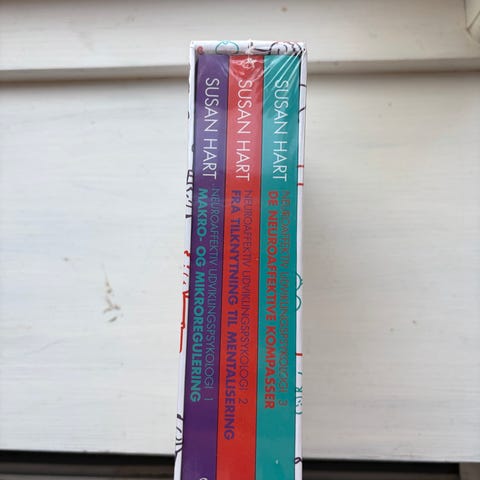 SUSAN HART
NEUROAFFEKTIV UDVIKLINGSPSYKOLOGI 1
MAKRO- OG MIKROREGULERING
SUSAN HART
NEUROAFFEKTIV UDVIKLINGSPSYKOLOGI 2
FRA TILKNYTNING TIL MENTALISERING
SUSAN HART
NEUROAFFEKTIV UDVIKLINGSPSYKOLOGI 3
DE NEUROAFFEKTIVE KOMPASSER